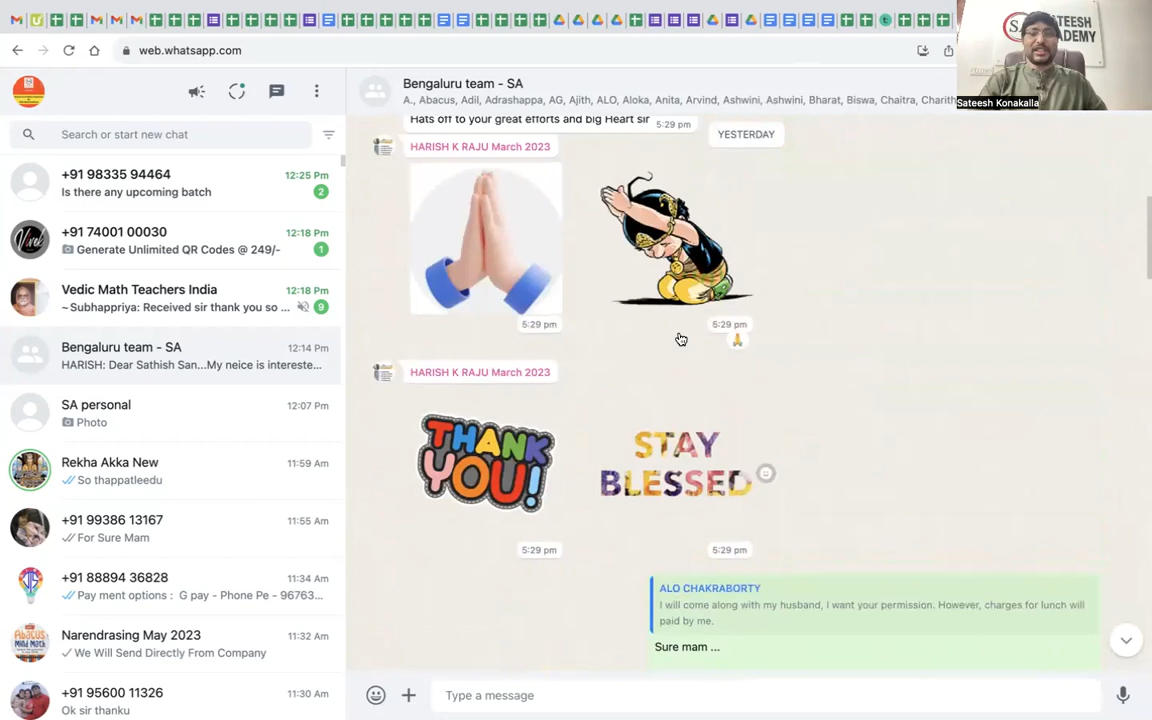 web.whatsapp.com
SATEESH
ACADEMY
Sateesh Konakalla
Search or start new chat
+91 98335 94464
12:25 Pm
Is there any upcoming batch
2
+91 74001 00030
12:18 Pm
Generate Unlimited QR Codes @ 249/-
1
Vedic Math Teachers India
12:18 Pm
~ Subhappriya: Received sir thank you so ...
9
Bengaluru team - SA
12:14 Pm
HARISH: Dear Sathish San...My neice is intereste...
SA personal
12:07 Pm
Photo
Rekha Akka New
11:59 Am
So thappatleedu
+91 99386 13167
11:55 Am
For Sure Mam
+91 88894 36828
11:34 Am
Pay ment options : G pay - Phone Pe - 96763...
Narendrasing May 2023
11:32 Am
We Will Send Directly From Company
+91 95600 11326
11:30 Am
Ok sir thanku
Bengaluru team - SA
A., Abacus, Adil, Adrashappa, AG, Ajith, ALO, Aloka, Anita, Arvind, Ashwini, Ashwini, Bharat, Biswa, Chaitra, Charith
Hats off to your great efforts and big Heart sir
5:29 pm
YESTERDAY
HARISH K RAJU March 2023
5:29 pm
5:29 pm
HARISH K RAJU March 2023
THANK
YOU!
STAY
BLESSED
5:29 pm
5:29 pm
ALO CHAKRABORTY
I will come along with my husband, I want your permission. However, charges for lunch will
paid by me.
Sure mam ...
Type a message